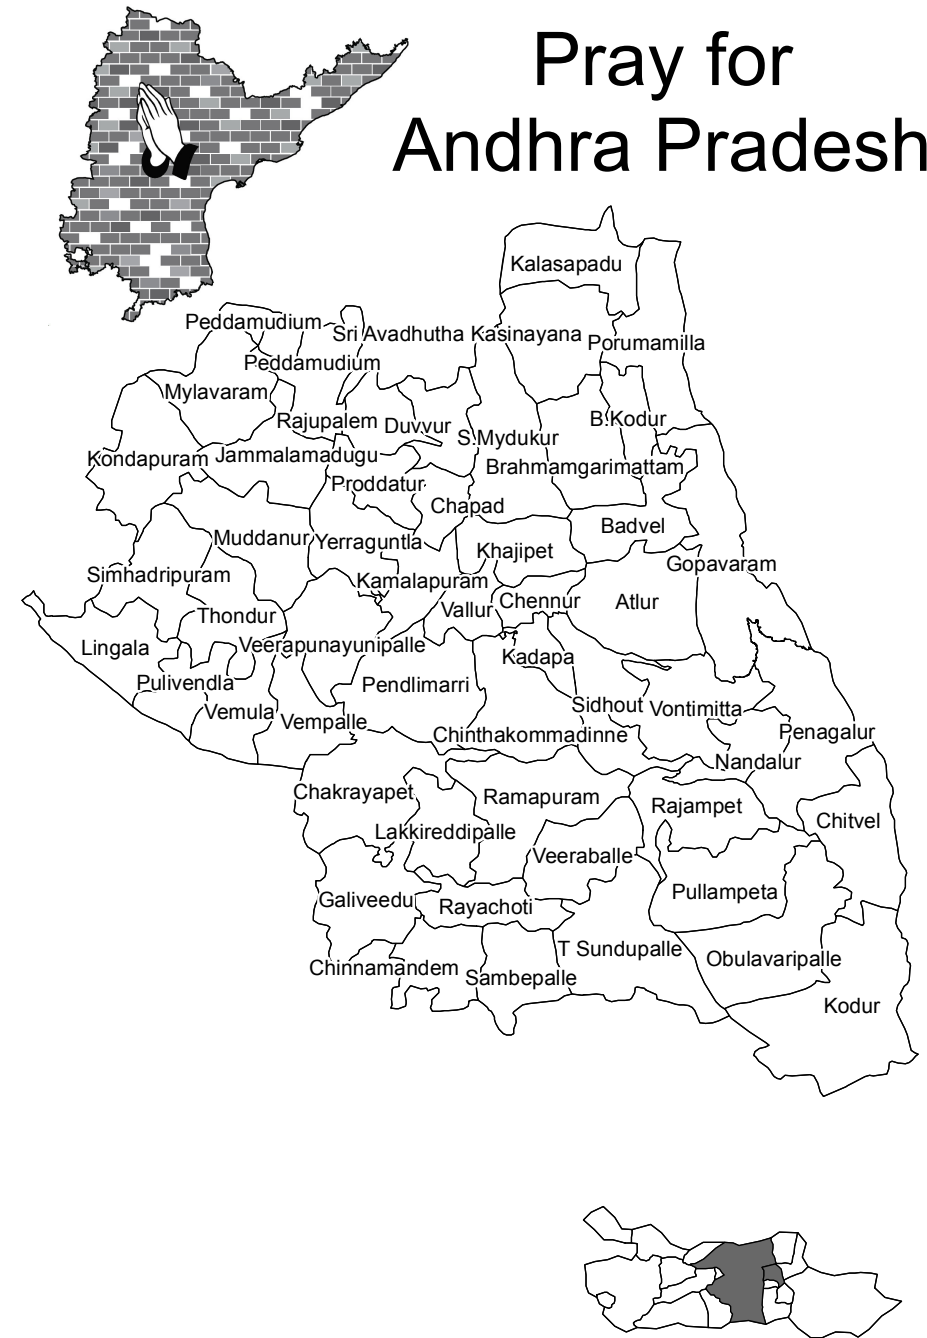 Pray for
Andhra Pradesh
Kalasapadu
Peddamudium
Sri Avadhutha Kasinayana
Porumamilla
Peddamudium
Mylavaram
Rajupalem
Duvvur
B.Kodur
S.Mydukur
Kondapuram
Jammalamadugu
Brahmamgarimattam
Proddatur
Chapad
Badvel
Muddanur
Yerraguntla
Khajipet
Gopavaram
Simhadripuram
Kamalapuram
Vallur
Chennur
Atlur
Thondur
Lingala
Veerapunayunipalle
Kadapa
Pulivendla
Pendlimarri
Sidhout
Vontimitta
Vemula
Vempalle
Chinthakommadinne
Penagalur
Nandalur
Chakrayapet
Ramapuram
Rajampet
Chitvel
Lakkireddipalle
Veeraballe
Galiveedu
Rayachoti
Pullampeta
T Sundupalle
Obulavaripalle
Chinnamandem
Sambepalle
Kodur